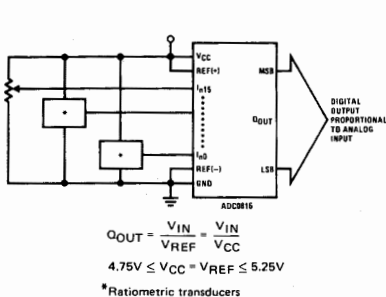 VCC
REF(+)
In15
MSB
DIGITAL
OUTPUT
PROPORTIONAL
TO ANALOG
INPUT
QOUT
*
*
In0
REF(−)
LSB
GND
ADC0816
QOUT = VIN / VREF = VIN / VCC
4.75V ≤ VCC = VREF ≤ 5.25V
*Ratiometric transducers